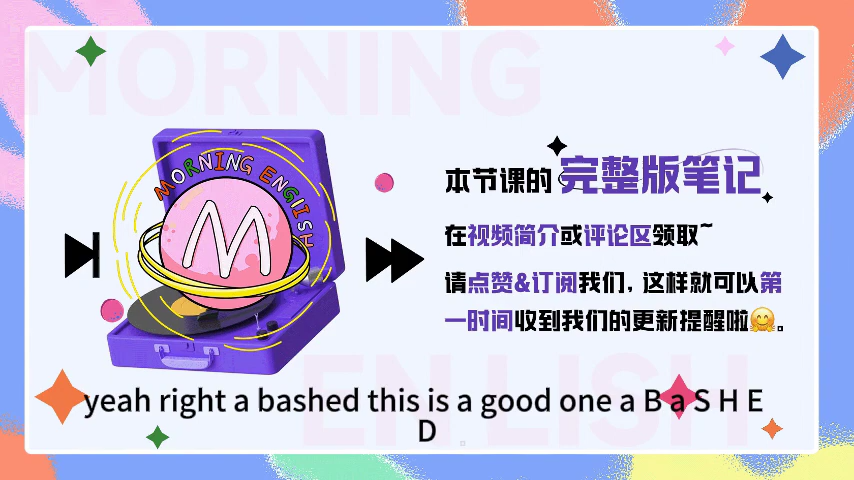 MORNING
MORNING ENGlISH
M
本节课的 完整版笔记
在视频简介或评论区领取~
请点赞&订阅我们，这样就可以第
一时间收到我们的更新提醒啦🤗。
EN LISH
yeah right a bashed this is a good one a B a S H E
D